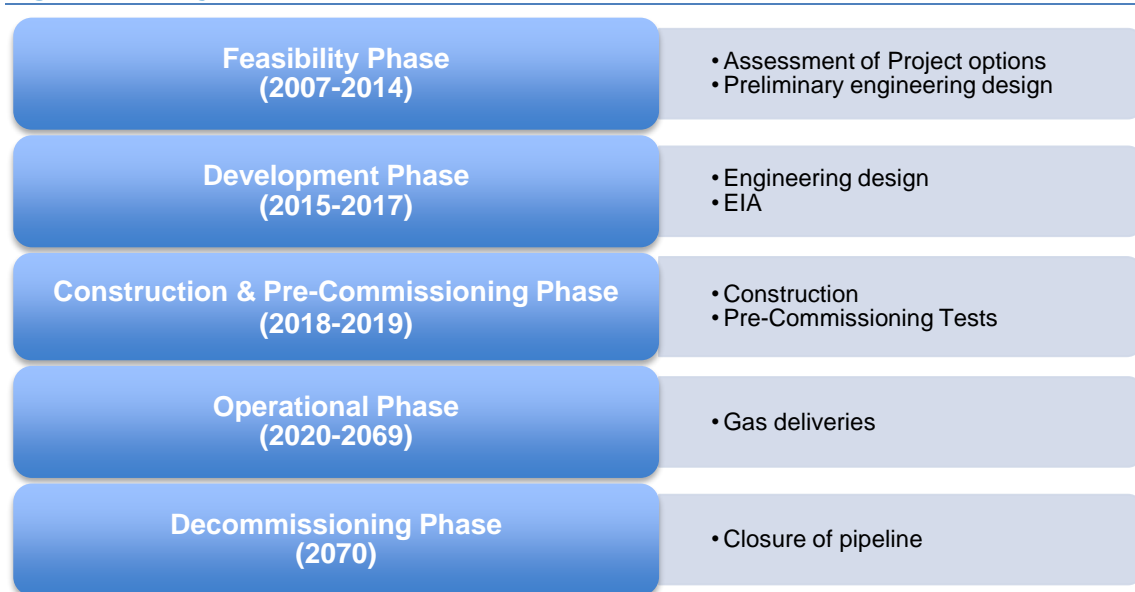 Feasibility Phase
(2007-2014)
• Assessment of Project options
• Preliminary engineering design
Development Phase
(2015-2017)
• Engineering design
• EIA
Construction & Pre-Commissioning Phase
(2018-2019)
• Construction
• Pre-Commissioning Tests
Operational Phase
(2020-2069)
• Gas deliveries
Decommissioning Phase
(2070)
• Closure of pipeline